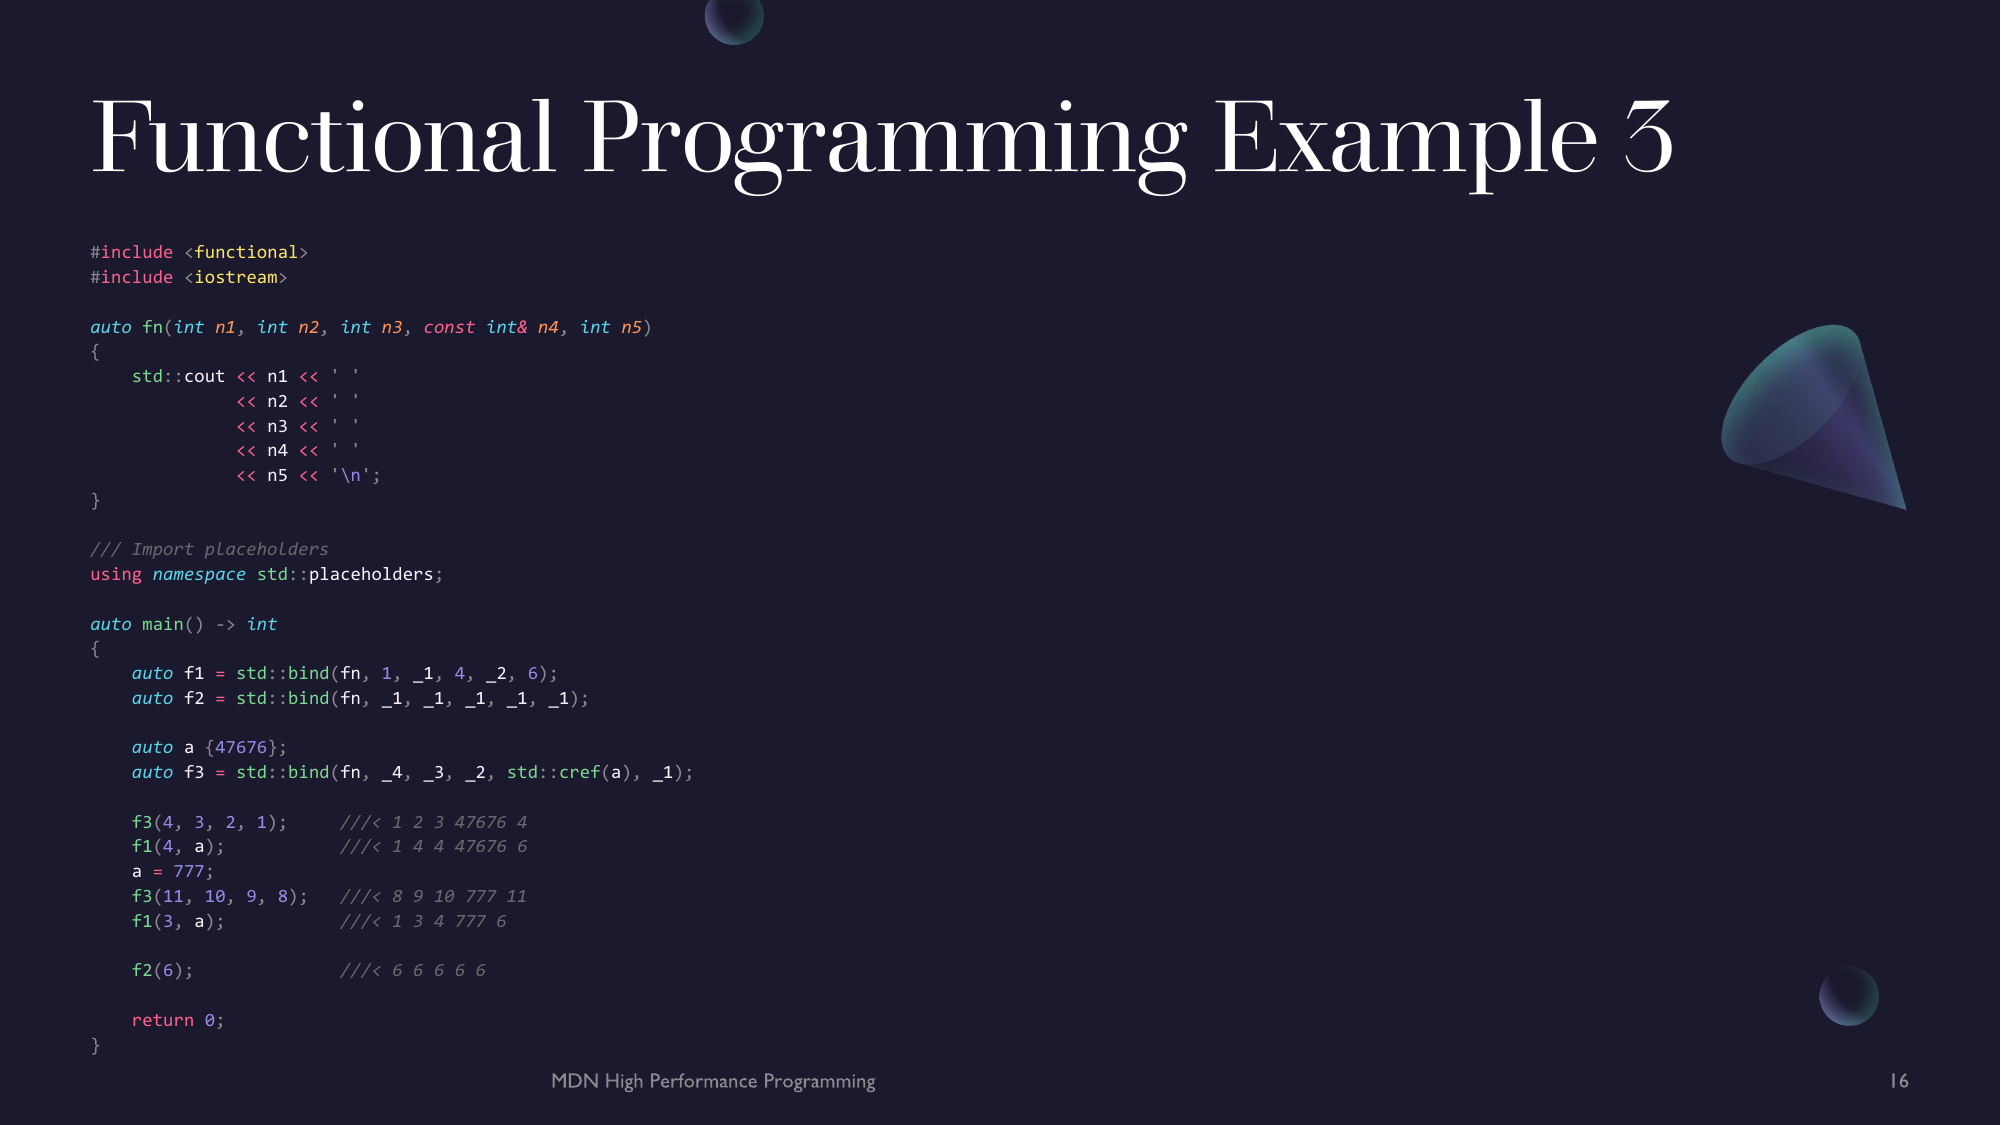 Functional Programming Example 3
#include <functional>
#include <iostream>
auto fn(int n1, int n2, int n3, const int& n4, int n5)
{
    std::cout << n1 << ' '
              << n2 << ' '
              << n3 << ' '
              << n4 << ' '
              << n5 << '\n';
}
/// Import placeholders
using namespace std::placeholders;
auto main() -> int
{
    auto f1 = std::bind(fn, 1, _1, 4, _2, 6);
    auto f2 = std::bind(fn, _1, _1, _1, _1, _1);
    auto a {47676};
    auto f3 = std::bind(fn, _4, _3, _2, std::cref(a), _1);
    f3(4, 3, 2, 1);     ///< 1 2 3 47676 4
    f1(4, a);           ///< 1 4 4 47676 6
    a = 777;
    f3(11, 10, 9, 8);   ///< 8 9 10 777 11
    f1(3, a);           ///< 1 3 4 777 6
    f2(6);              ///< 6 6 6 6 6
    return 0;
}
MDN High Performance Programming
16